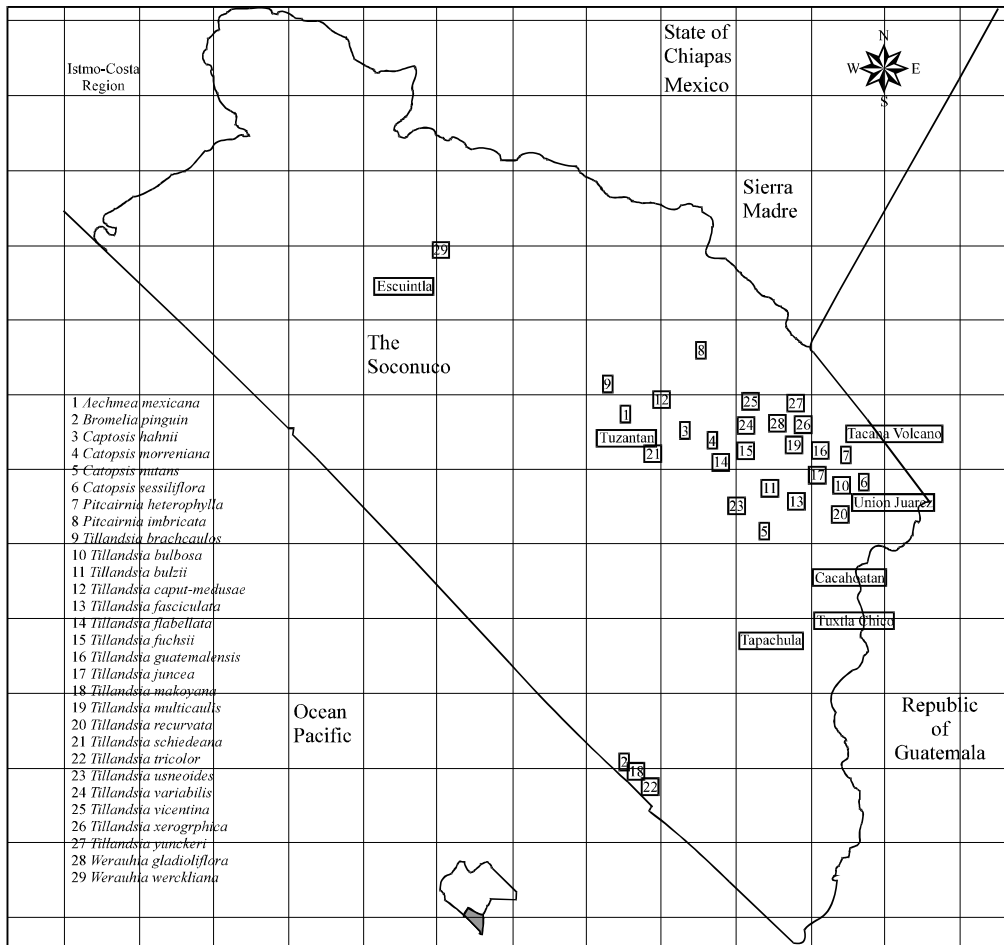 State of
Chiapas
Mexico
N
W
E
S
Istmo-Costa
Region
Sierra
Madre
29
Escuintla
The
Soconuco
8
9
12
25
27
1
24
28
26
3
Tuzantan
4
15
19
16
Tacana Volcano
21
14
7
17
11
10
6
23
13
Union Juarez
20
5
Cacahoatan
Tuxtla Chico
Tapachula
1 Aechmea mexicana
2 Bromelia pinguin
3 Captosis hahnii
4 Catopsis morreniana
5 Catopsis nutans
6 Catopsis sessiliflora
7 Pitcairnia heterophylla
8 Pitcairnia imbricata
9 Tillandsia brachcaulos
10 Tillandsia bulbosa
11 Tillandsia bulzii
12 Tillandsia caput-medusae
13 Tillandsia fasciculata
14 Tillandsia flabellata
15 Tillandsia fuchsii
16 Tillandsia guatemalensis
17 Tillandsia juncea
18 Tillandsia makoyana
19 Tillandsia multicaulis
20 Tillandsia recurvata
21 Tillandsia schiedeana
22 Tillandsia tricolor
23 Tillandsia usneoides
24 Tillandsia variabilis
25 Tillandsia vicentina
26 Tillandsia xerogrphica
27 Tillandsia yunckeri
28 Werauhia gladioliflora
29 Werauhia werckliana
Ocean
Pacific
Republic
of
Guatemala
2
18
22